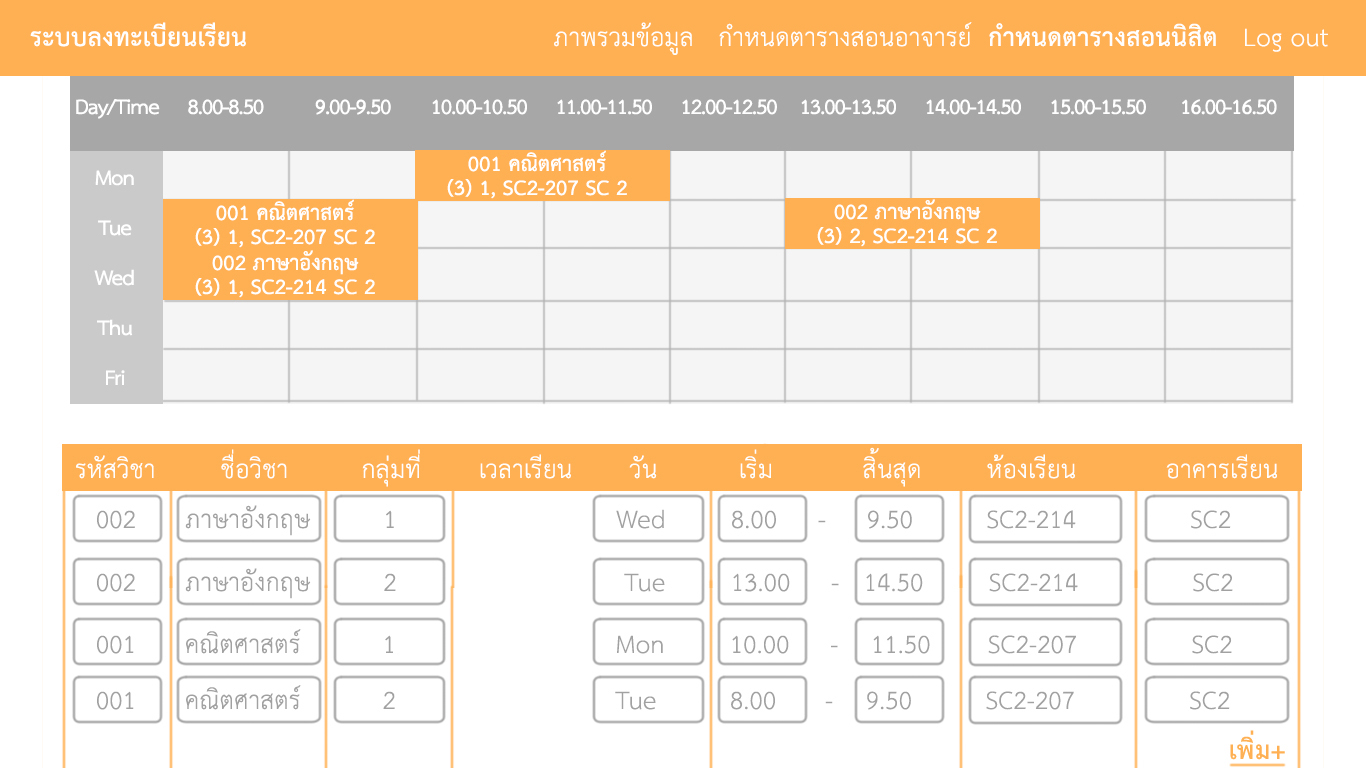 ระบบลงทะเบียนเรียน ภาพรวมข้อมูล กำหนดตารางสอนอาจารย์ กำหนดตารางสอนนิสิต Log out
Day/Time 8.00-8.50 9.00-9.50 10.00-10.50 11.00-11.50 12.00-12.50 13.00-13.50 14.00-14.50 15.00-15.50 16.00-16.50
Mon
001 คณิตศาสตร์
(3) 1, SC2-207 SC 2
Tue
001 คณิตศาสตร์
(3) 1, SC2-207 SC 2
002 ภาษาอังกฤษ
(3) 2, SC2-214 SC 2
Wed
002 ภาษาอังกฤษ
(3) 1, SC2-214 SC 2
Thu
Fri
รหัสวิชา ชื่อวิชา กลุ่มที่ เวลาเรียน วัน เริ่ม สิ้นสุด ห้องเรียน อาคารเรียน
002 ภาษาอังกฤษ 1 Wed 8.00 - 9.50 SC2-214 SC2
002 ภาษาอังกฤษ 2 Tue 13.00 - 14.50 SC2-214 SC2
001 คณิตศาสตร์ 1 Mon 10.00 - 11.50 SC2-207 SC2
001 คณิตศาสตร์ 2 Tue 8.00 - 9.50 SC2-207 SC2
เพิ่ม+